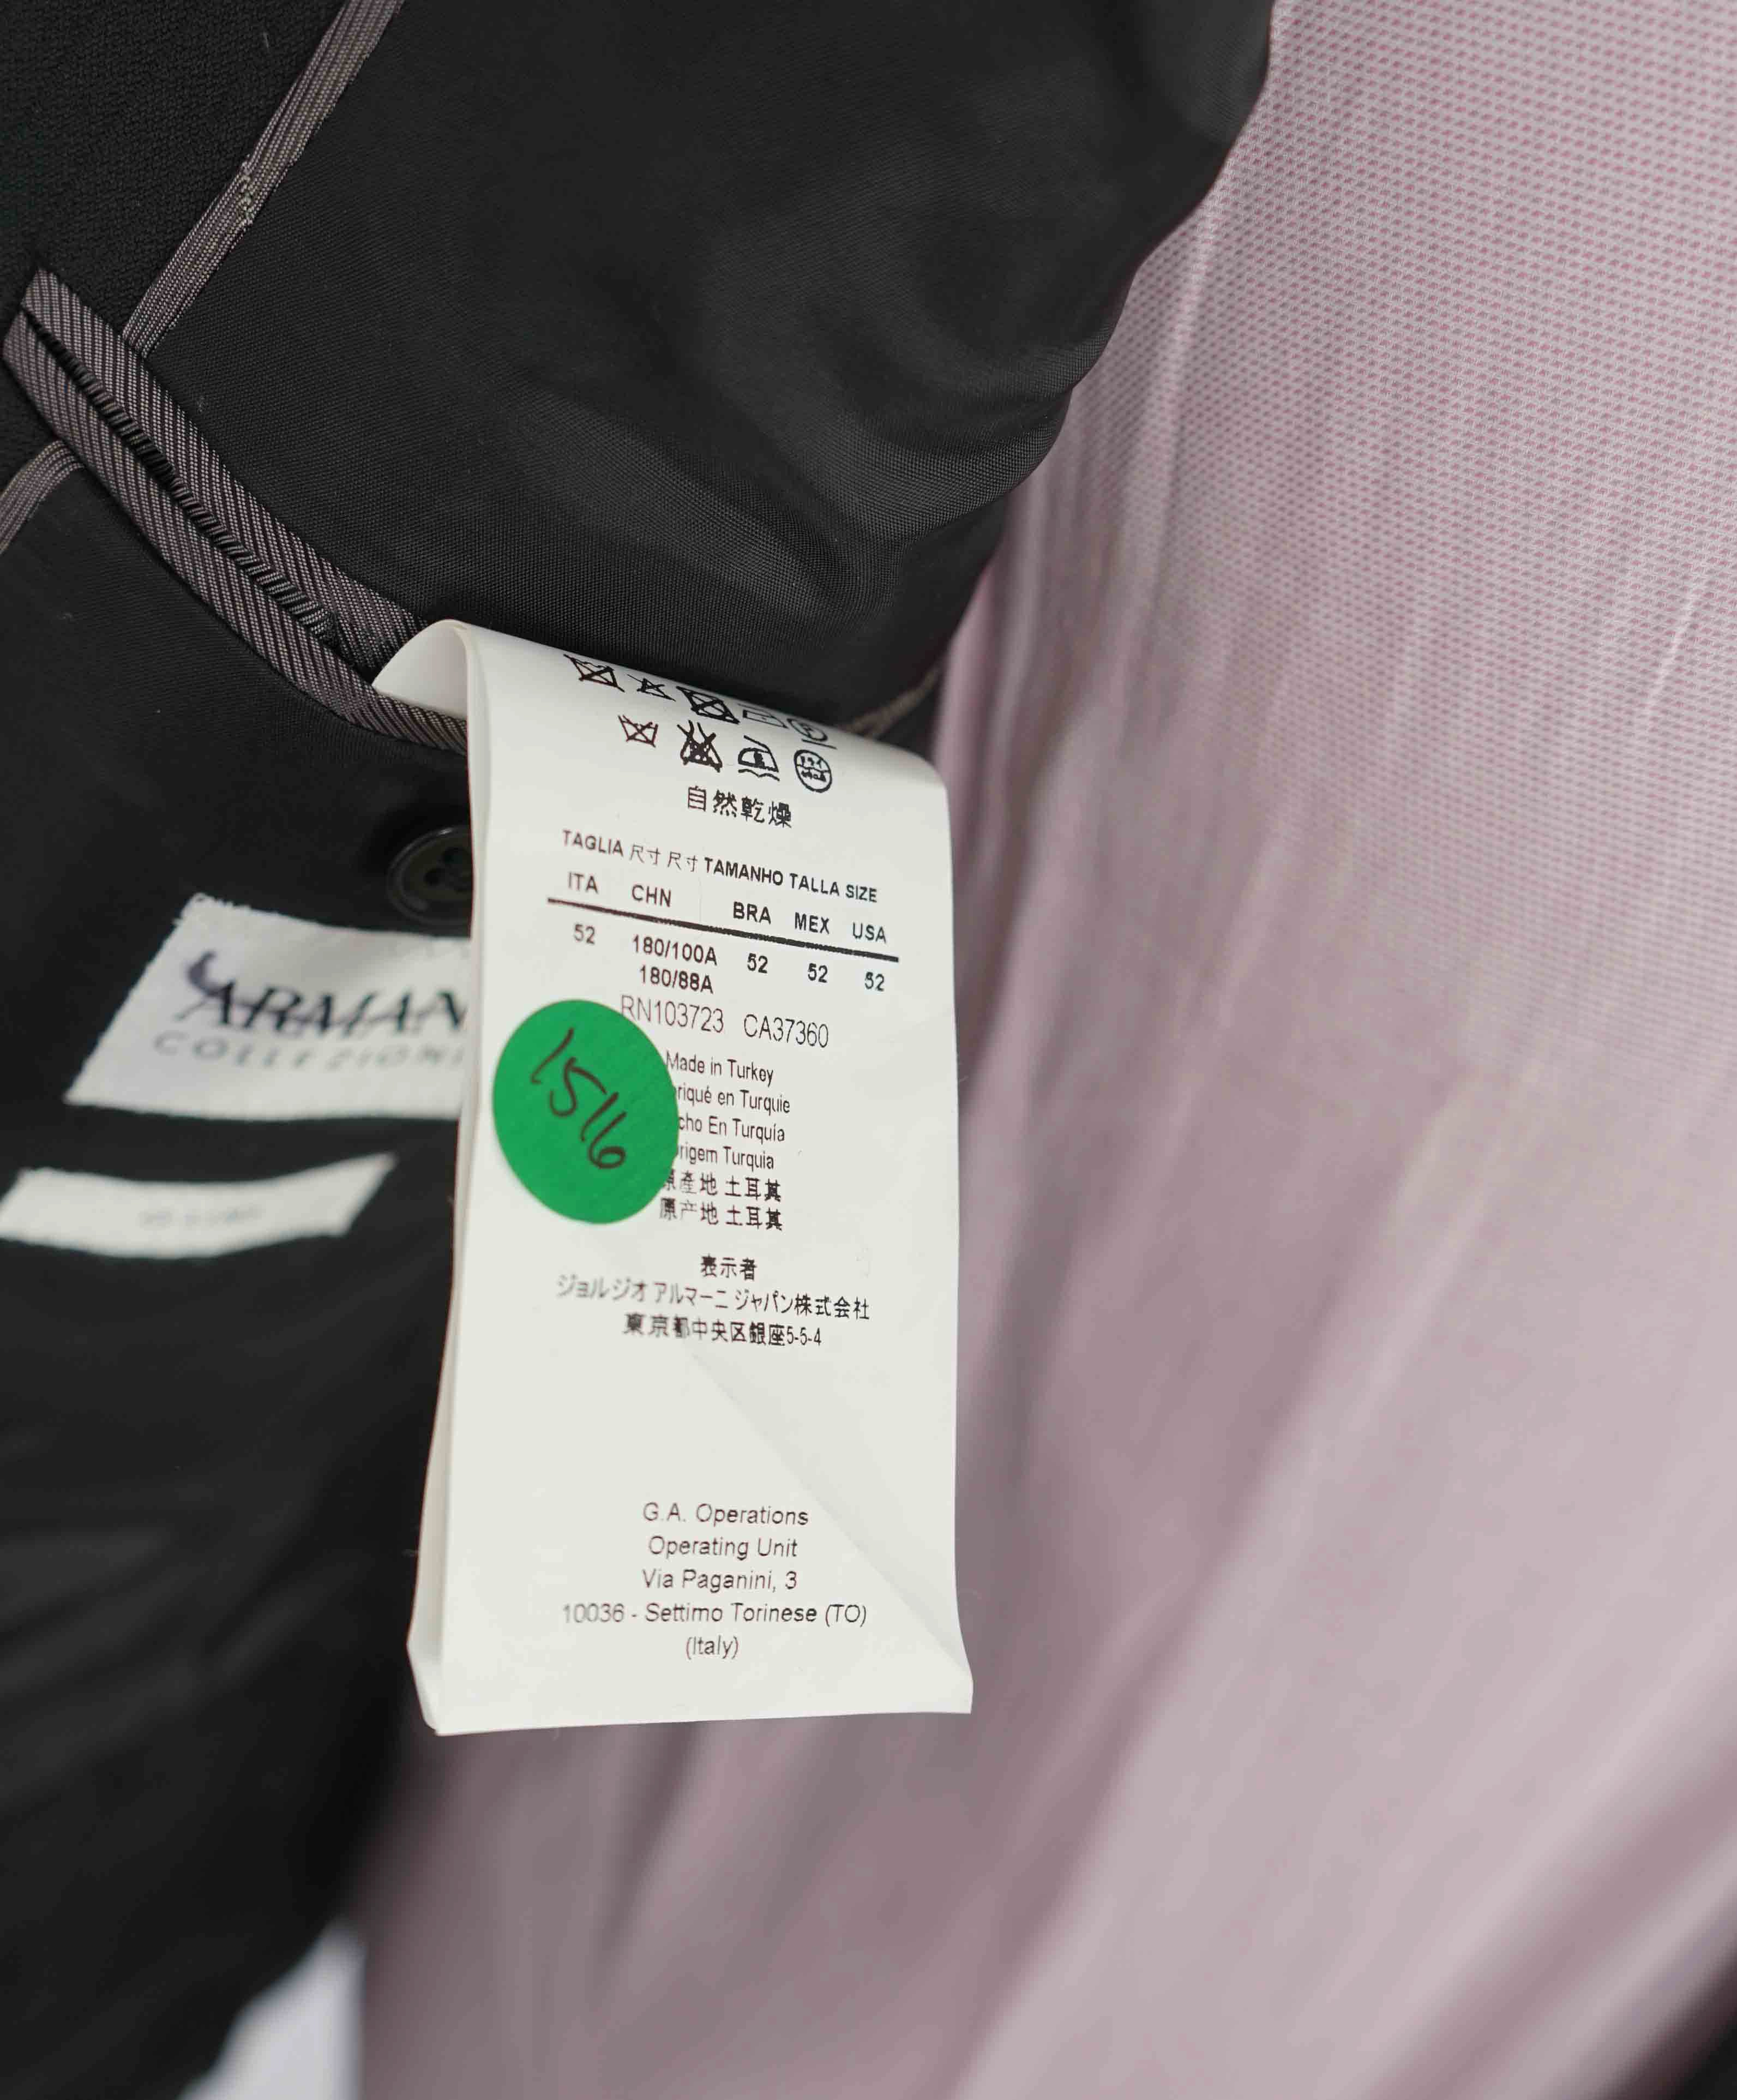 自然乾燥
TAGLIA 尺寸 尺寸 TAMANHO TALLA SIZE
ITA CHN BRA MEX USA
52 180/100A 52 52 52
180/88A
RN103723 CA37360
Made in Turkey
riqué en Turquie
cho En Turquía
rigem Turquia
原產地 土耳其
原产地 土耳其
表示者
ジョルジオ アルマーニ ジャパン株式会社
東京都中央区銀座5-5-4
G.A. Operations
Operating Unit
Via Paganini, 3
10036 - Settimo Torinese (TO)
(Italy)
1516
ARMAN
COLLEZIONI